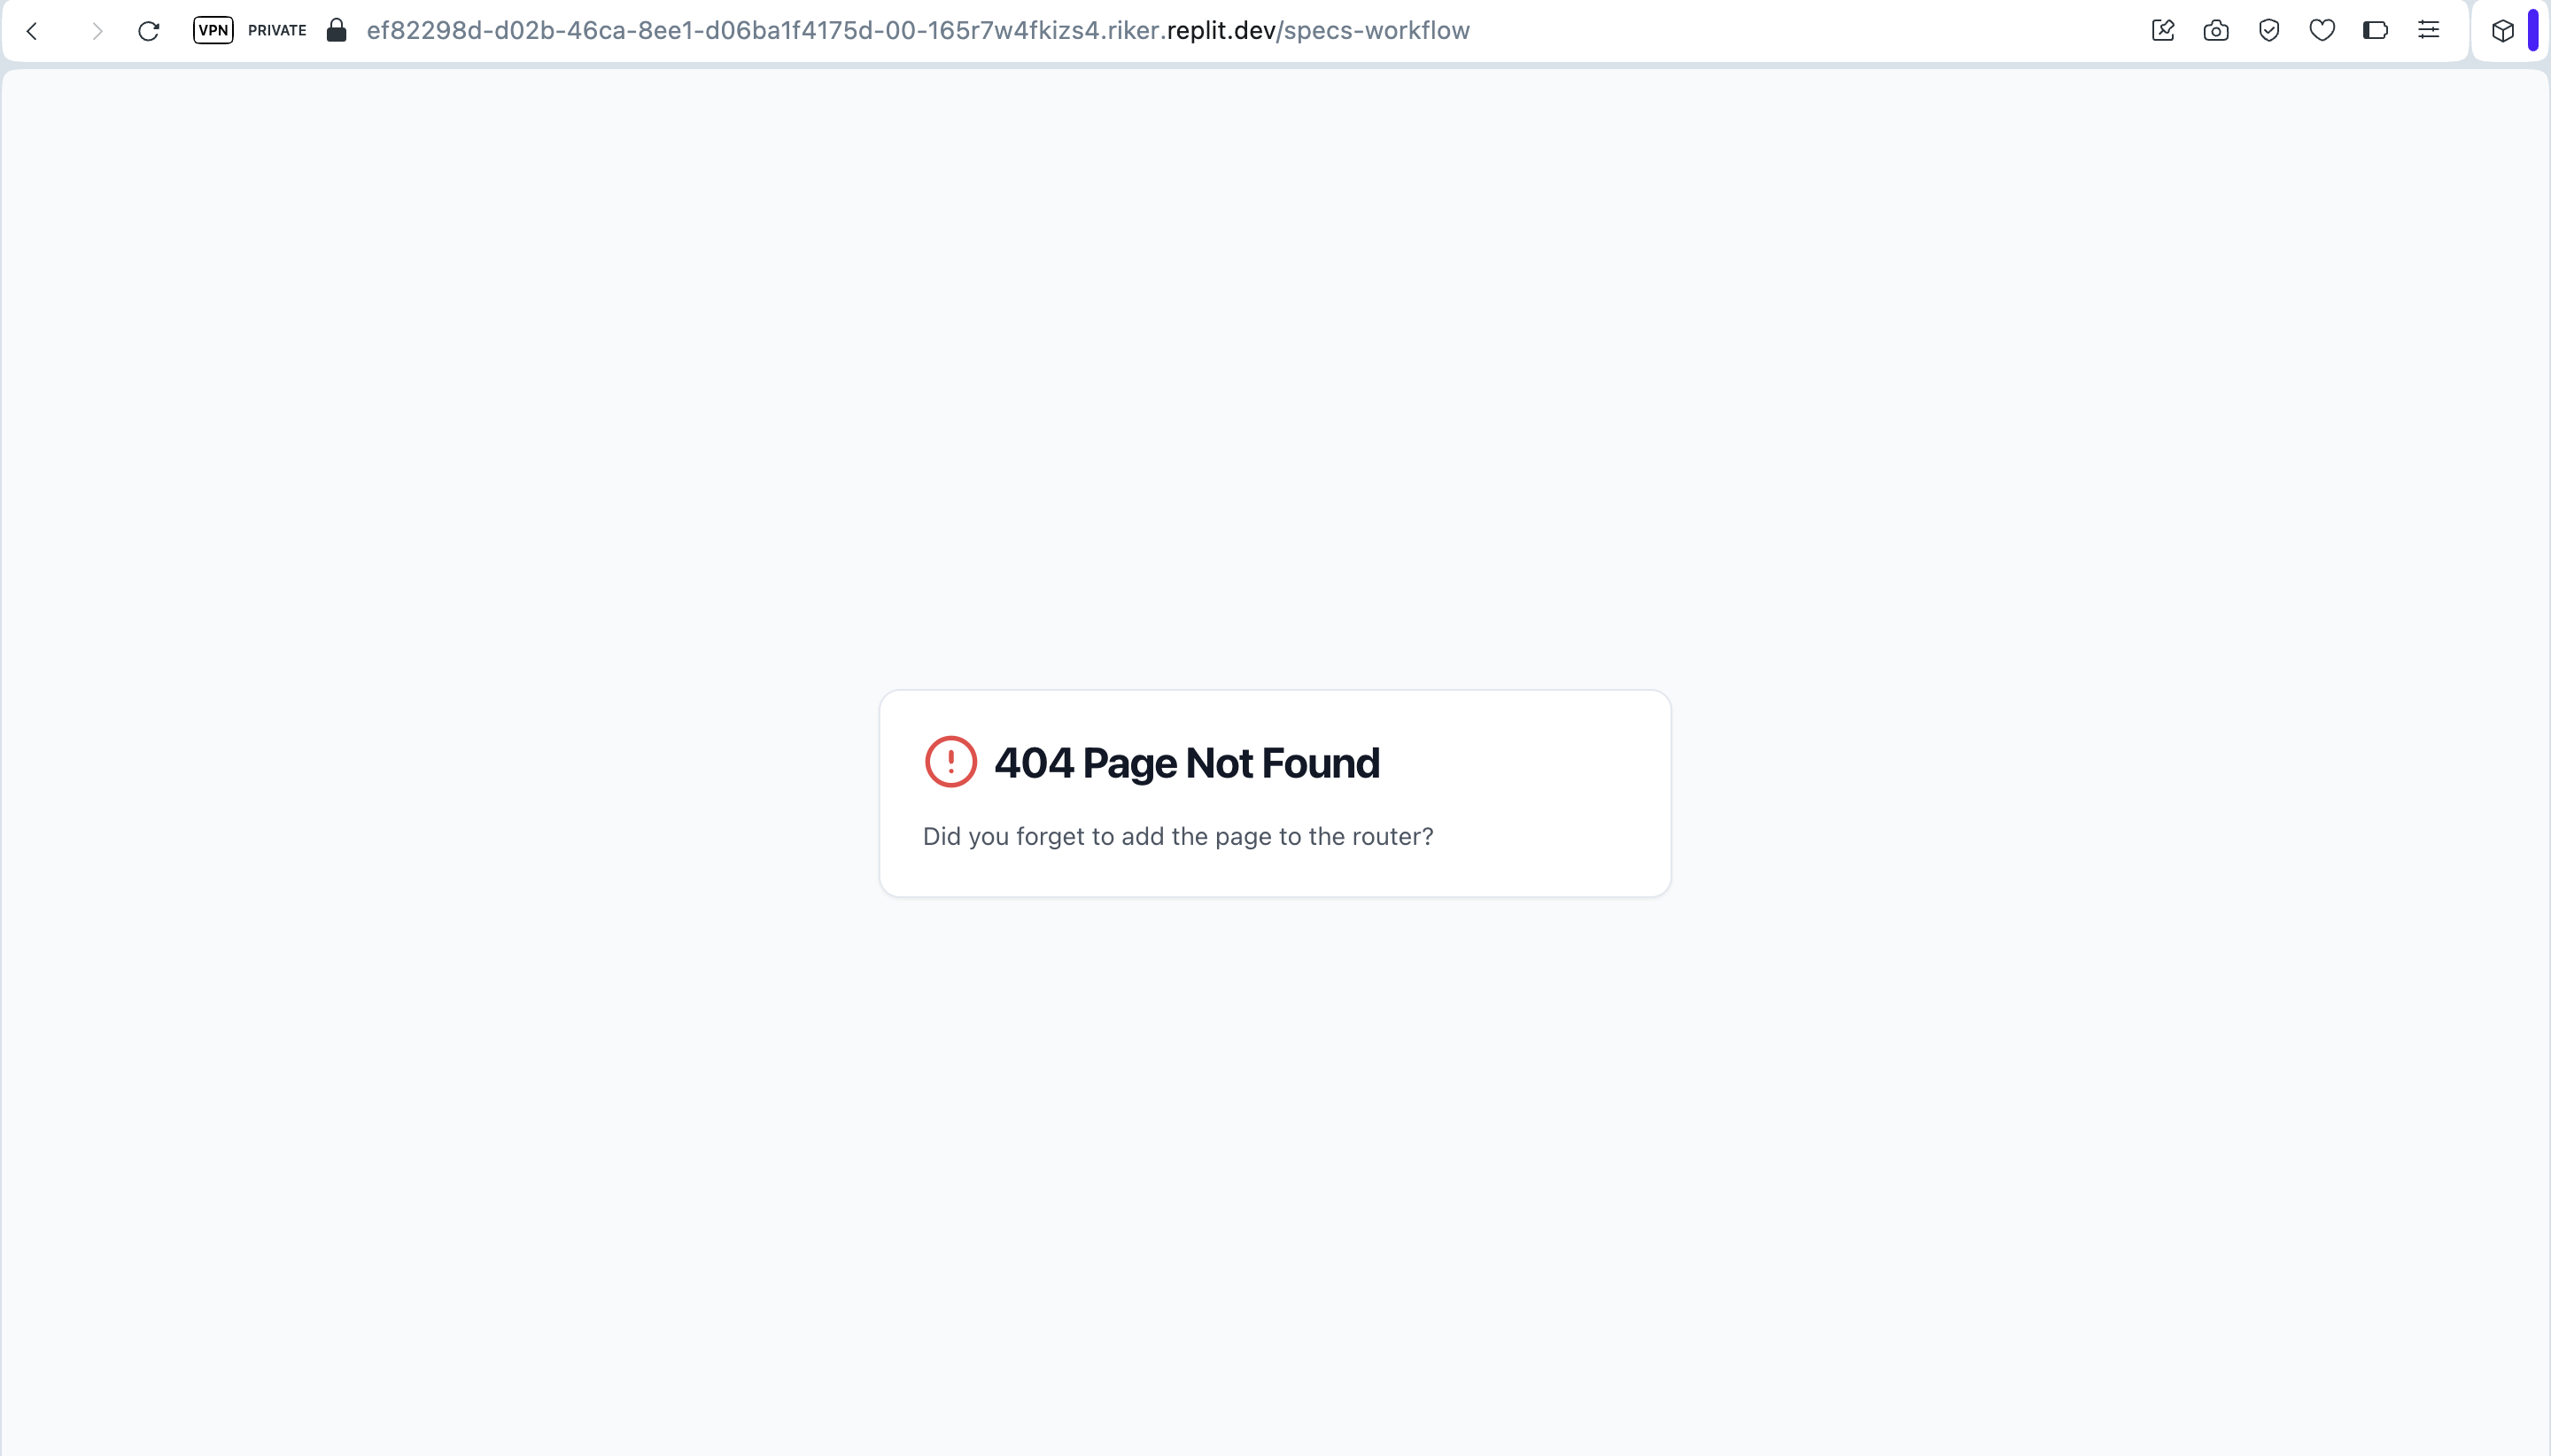 VPN PRIVATE ef82298d-d02b-46ca-8ee1-d06ba1f4175d-00-165r7w4fkizs4.riker.replit.dev/specs-workflow
404 Page Not Found
Did you forget to add the page to the router?